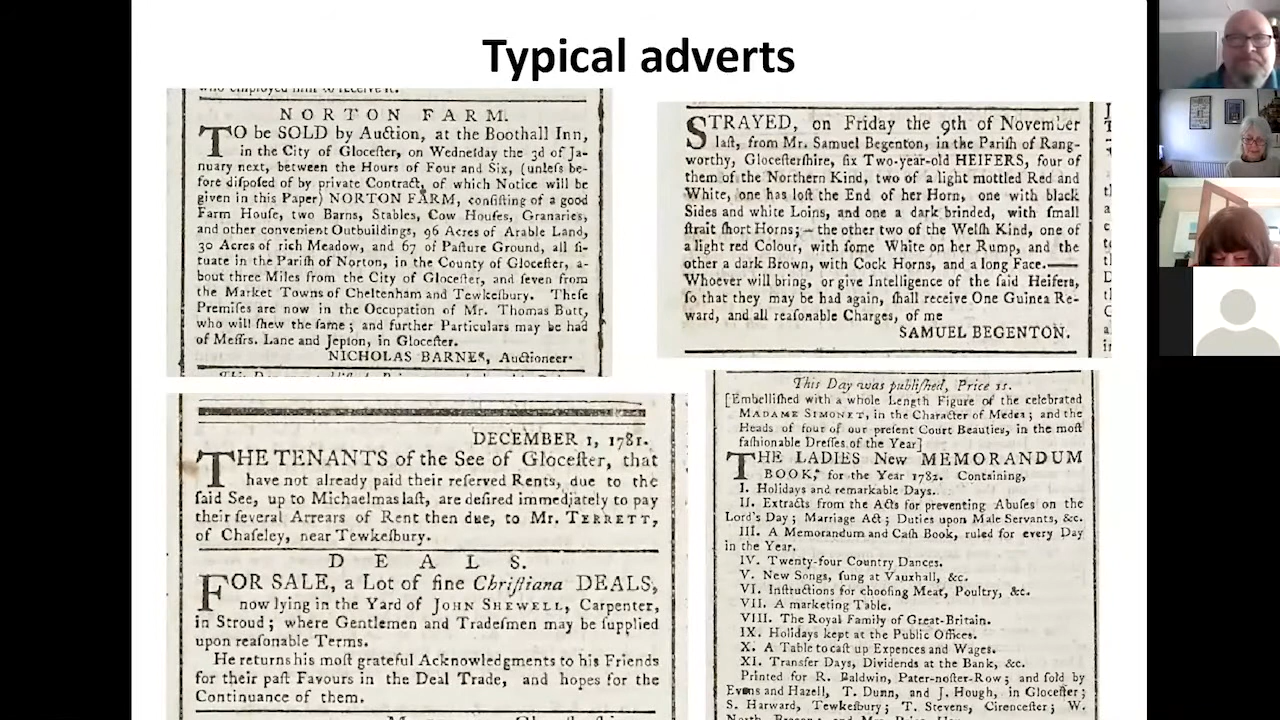 Typical adverts
who employed him to receive it.
NORTON FARM.
TO be SOLD by Auction, at the Boothall Inn,
in the City of Glocester, on Wednesday the 3d of Ja-
nuary next, between the Hours of Four and Six, (unless be-
fore disposed of by private Contract, of which Notice will be
given in this Paper) NORTON FARM, consisting of a good
Farm House, two Barns, Stables, Cow Houses, Granaries,
and other convenient Outbuildings, 96 Acres of Arable Land,
30 Acres of rich Meadow, and 67 of Pasture Ground, all si-
tuate in the Parish of Norton, in the County of Glocester, a-
bout three Miles from the City of Glocester, and seven from
the Market Towns of Cheltenham and Tewkesbury. These
Premises are now in the Occupation of Mr. Thomas Butt,
who will shew the same; and further Particulars may be had
of Messrs. Lane and Jepson, in Glocester.
NICHOLAS BARNES, Auctioneer.
STRAYED, on Friday the 9th of November
last, from Mr. Samuel Begenton, in the Parish of Rang-
worthy, Glocestershire, six Two-year-old HEIFERS, four of
them of the Northern Kind, two of a light mottled Red and
White, one has lost the End of her Horn, one with black
Sides and white Loins, and one a dark brinded, with small
strait short Horns;—the other two of the Welsh Kind, one of
a light red Colour, with some White on her Rump, and the
other a dark Brown, with Cock Horns, and a long Face.—
Whoever will bring, or give Intelligence of the said Heifers,
so that they may be had again, shall receive One Guinea Re-
ward, and all reasonable Charges, of me
SAMUEL BEGENTON.
DECEMBER 1, 1781.
THE TENANTS of the See of Glocester, that
have not already paid their reserved Rents, due to the
said See, up to Michaelmas last, are desired immediately to pay
their several Arrears of Rent then due, to Mr. TERRETT,
of Chaseley, near Tewkesbury.
DEALS.
FOR SALE, a Lot of fine Christiana DEALS,
now lying in the Yard of JOHN SHEWELL, Carpenter,
in Stroud; where Gentlemen and Tradesmen may be supplied
upon reasonable Terms.
He returns his most grateful Acknowledgments to his Friends
for their past Favours in the Deal Trade, and hopes for the
Continuance of them.
This Day was published, Price 1s.
[Embellished with a whole Length Figure of the celebrated
MADAME SIMONET, in the Character of Medea; and the
Heads of four of our present Court Beauties, in the most
fashionable Dresses of the Year]
THE LADIES New MEMORANDUM
BOOK, for the Year 1782. Containing,
I. Holidays and remarkable Days.
II. Extracts from the Acts for preventing Abuses on the
Lord's Day; Marriage Act; Duties upon Male Servants, &c.
III. A Memorandum and Cash Book, ruled for every Day
in the Year.
IV. Twenty-four Country Dances.
V. New Songs, sung at Vauxhall, &c.
VI. Instructions for choosing Meat, Poultry, &c.
VII. A marketing Table.
VIII. The Royal Family of Great-Britain.
IX. Holidays kept at the Public Offices.
X. A Table to cast up Expences and Wages.
XI. Transfer Days, Dividends at the Bank, &c.
Printed for R. Baldwin, Pater-noster-Row; and sold by
Evans and Hazell, T. Dunn, and J. Hough, in Glocester;
S. Harward, Tewkesbury; T. Stevens, Cirencester; W.